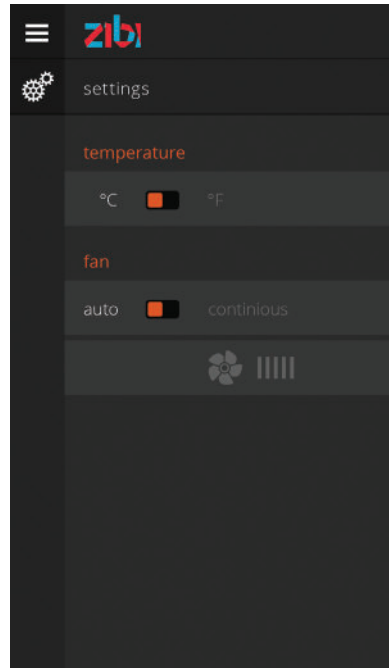 zibi
settings
temperature
°C °F
fan
auto continious